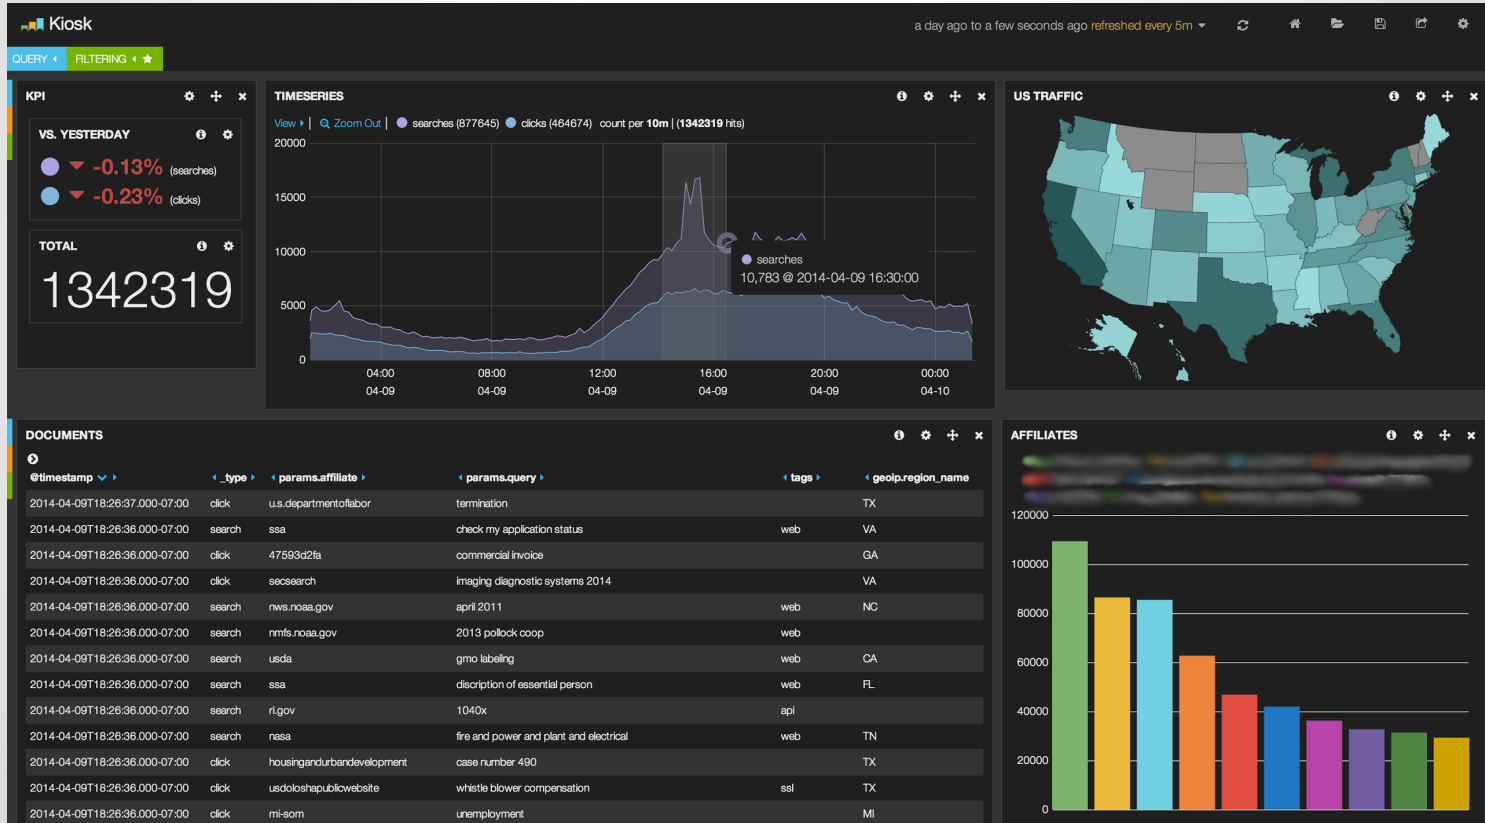 Kiosk
a day ago to a few seconds ago refreshed every 5m
QUERY FILTERING
KPI
VS. YESTERDAY
-0.13% (searches)
-0.23% (clicks)
TOTAL
1342319
TIMESERIES
View | Zoom Out | searches (877645) clicks (464674) count per 10m | (1342319 hits)
20000
15000
10000
5000
0
searches
10,783 @ 2014-04-09 16:30:00
04:00 08:00 12:00 16:00 20:00 00:00
04-09 04-09 04-09 04-09 04-09 04-10
US TRAFFIC
DOCUMENTS
@timestamp _type params.affiliate params.query tags geoip.region_name
2014-04-09T18:26:37.000-07:00 click u.s.departmentoflabor termination TX
2014-04-09T18:26:36.000-07:00 search ssa check my application status web VA
2014-04-09T18:26:36.000-07:00 click 47593d2fa commercial invoice GA
2014-04-09T18:26:36.000-07:00 click secsearch imaging diagnostic systems 2014 VA
2014-04-09T18:26:36.000-07:00 search nws.noaa.gov april 2011 web NC
2014-04-09T18:26:36.000-07:00 search nmfs.noaa.gov 2013 pollock coop web
2014-04-09T18:26:36.000-07:00 search usda gmo labeling web CA
2014-04-09T18:26:36.000-07:00 search ssa discription of essential person web FL
2014-04-09T18:26:36.000-07:00 search ri.gov 1040x api
2014-04-09T18:26:36.000-07:00 search nasa fire and power and plant and electrical web TN
2014-04-09T18:26:36.000-07:00 click housingandurbandevelopment case number 490 TX
2014-04-09T18:26:36.000-07:00 click usdoloshapublicwebsite whistle blower compensation ssl TX
2014-04-09T18:26:36.000-07:00 click mi-som unemployment MI
AFFILIATES
120000
100000
80000
60000
40000
20000
0